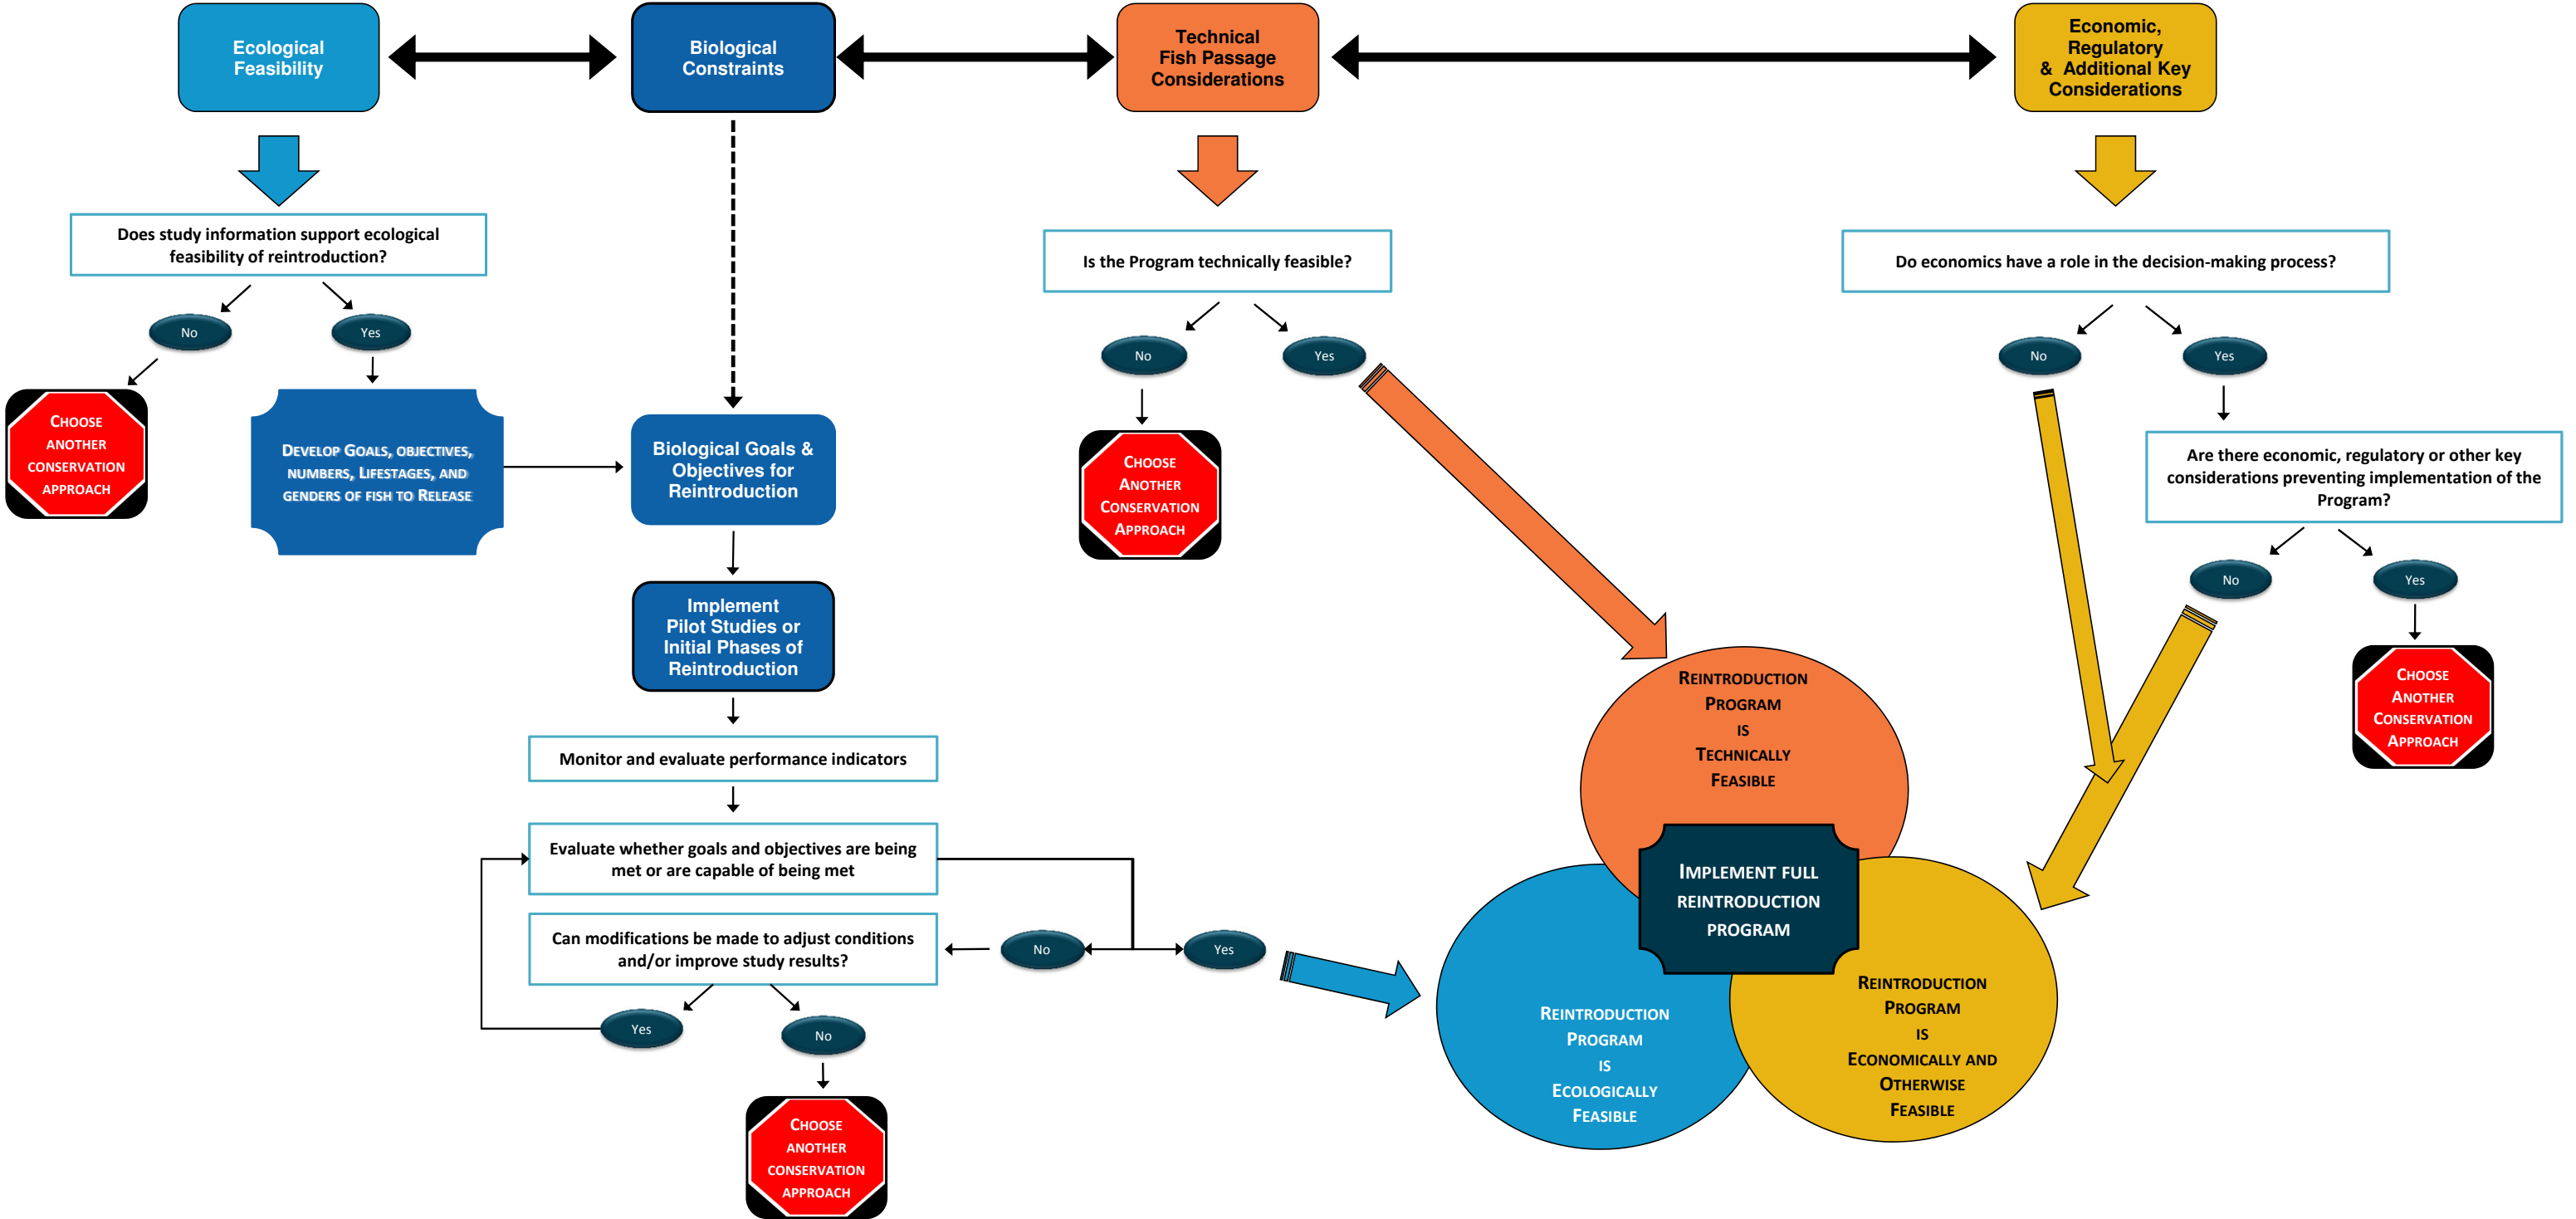 Ecological
Feasibility
Biological
Constraints
Technical
Fish Passage
Considerations
Economic,
Regulatory
& Additional Key
Considerations
Does study information support ecological
feasibility of reintroduction?
No
Yes
CHOOSE
ANOTHER
CONSERVATION
APPROACH
DEVELOP GOALS, OBJECTIVES,
NUMBERS, LIFESTAGES, AND
GENDERS OF FISH TO RELEASE
Biological Goals &
Objectives for
Reintroduction
Implement
Pilot Studies or
Initial Phases of
Reintroduction
Monitor and evaluate performance indicators
Evaluate whether goals and objectives are being
met or are capable of being met
Can modifications be made to adjust conditions
and/or improve study results?
No
Yes
Yes
No
CHOOSE
ANOTHER
CONSERVATION
APPROACH
Is the Program technically feasible?
No
Yes
CHOOSE
ANOTHER
CONSERVATION
APPROACH
Do economics have a role in the decision-making process?
No
Yes
Are there economic, regulatory or other key
considerations preventing implementation of the
Program?
No
Yes
CHOOSE
ANOTHER
CONSERVATION
APPROACH
REINTRODUCTION
PROGRAM
IS
TECHNICALLY
FEASIBLE
IMPLEMENT FULL
REINTRODUCTION
PROGRAM
REINTRODUCTION
PROGRAM
IS
ECOLOGICALLY
FEASIBLE
REINTRODUCTION
PROGRAM
IS
ECONOMICALLY AND
OTHERWISE
FEASIBLE